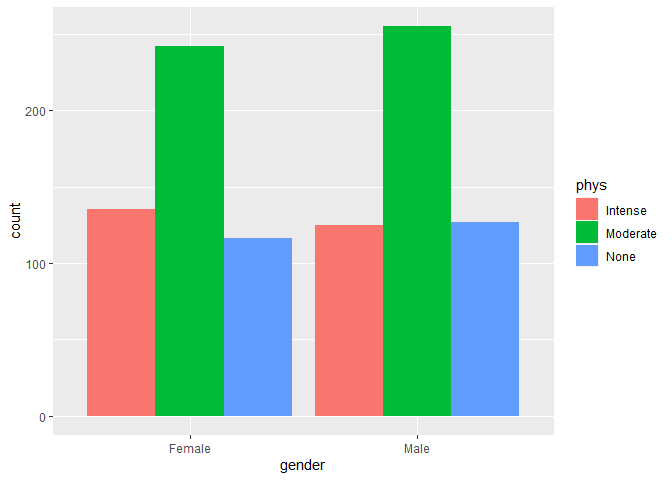 200
100
0
count
Female Male
gender
phys
Intense
Moderate
None